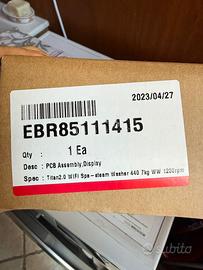 2023/04/27
EBR85111415
Qty : 1 Ea
Desc : PCB Assembly,Display
Spec : Titan2.0 WiFi Spa-steam Washer 440 7kg WW 1200rpm
subito